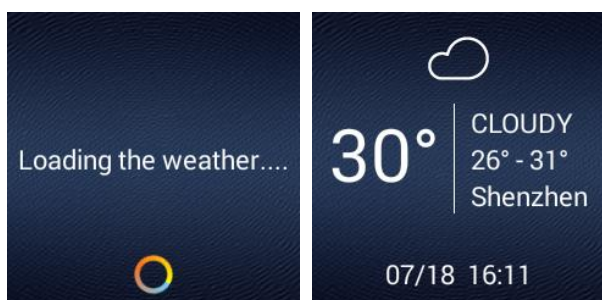 Loading the weather....
30°
CLOUDY
26° - 31°
Shenzhen
07/18 16:11